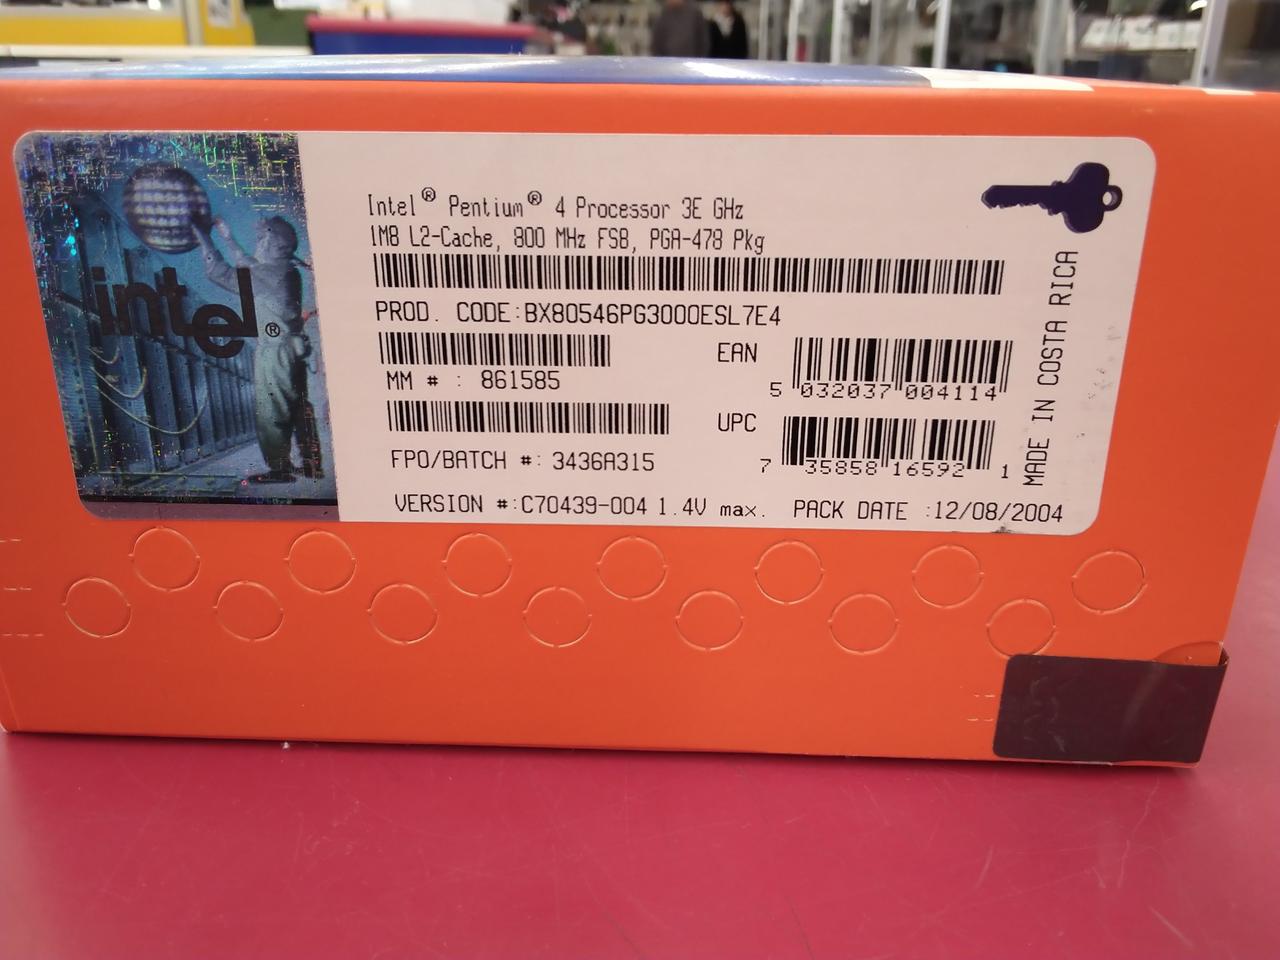 intel®
Intel® Pentium® 4 Processor 3E GHz
1M8 L2-Cache, 800 MHz FSB, PGA-478 Pkg
PROD. CODE:BX80546PG3000ESL7E4
MM # : 861585
EAN
5 032037 004114
FPO/BATCH #: 3436A315
UPC
7 35858 16592 1
VERSION #:C70439-004 1.4V max. PACK DATE :12/08/2004
MADE IN COSTA RICA